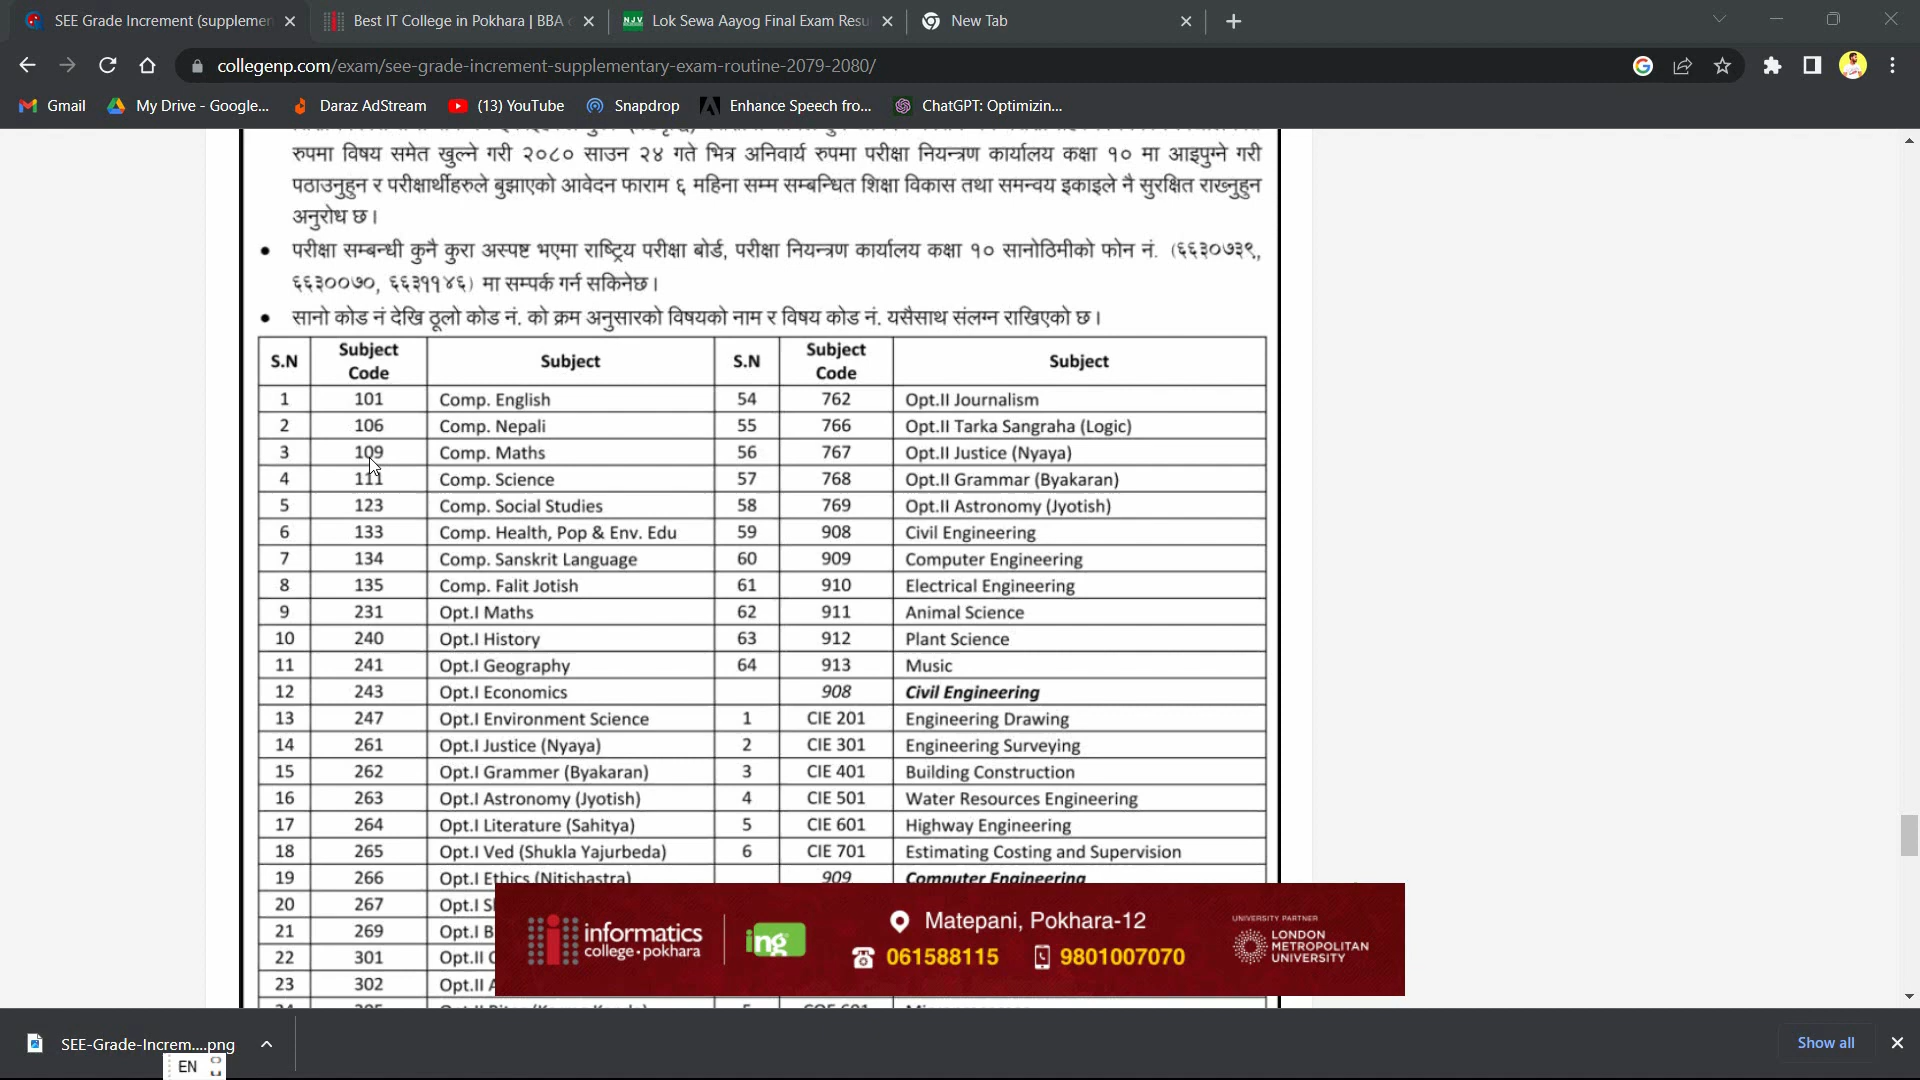 SEE Grade Increment (supplemen
Best IT College in Pokhara | BBA
NJV Lok Sewa Aayog Final Exam Resu
New Tab
collegenp.com/exam/see-grade-increment-supplementary-exam-routine-2079-2080/
Gmail
My Drive - Google...
Daraz AdStream
(13) YouTube
Snapdrop
Enhance Speech fro...
ChatGPT: Optimizin...
रुपमा विषय समेत खुल्ने गरी २०८० साउन २४ गते भित्र अनिवार्य रुपमा परीक्षा नियन्त्रण कार्यालय कक्षा १० मा आइपुग्ने गरी
पठाउनुहुन र परीक्षार्थीहरुले बुझाएको आवेदन फाराम ६ महिना सम्म सम्बन्धित शिक्षा विकास तथा समन्वय इकाइले नै सुरक्षित राख्नुहुन
अनुरोध छ।
• परीक्षा सम्बन्धी कुनै कुरा अस्पष्ट भएमा राष्ट्रिय परीक्षा बोर्ड, परीक्षा नियन्त्रण कार्यालय कक्षा १० सानोठिमीको फोन नं. (६६३०७३९,
६६३००७०, ६६३११४६) मा सम्पर्क गर्न सकिनेछ।
• सानो कोड नं देखि ठूलो कोड नं. को क्रम अनुसारको विषयको नाम र विषय कोड नं. यसैसाथ संलग्न राखिएको छ।
S.N Subject Code Subject S.N Subject Code Subject
1 101 Comp. English 54 762 Opt.II Journalism
2 106 Comp. Nepali 55 766 Opt.II Tarka Sangraha (Logic)
3 109 Comp. Maths 56 767 Opt.II Justice (Nyaya)
4 111 Comp. Science 57 768 Opt.II Grammar (Byakaran)
5 123 Comp. Social Studies 58 769 Opt.II Astronomy (Jyotish)
6 133 Comp. Health, Pop & Env. Edu 59 908 Civil Engineering
7 134 Comp. Sanskrit Language 60 909 Computer Engineering
8 135 Comp. Falit Jotish 61 910 Electrical Engineering
9 231 Opt.I Maths 62 911 Animal Science
10 240 Opt.I History 63 912 Plant Science
11 241 Opt.I Geography 64 913 Music
12 243 Opt.I Economics 908 Civil Engineering
13 247 Opt.I Environment Science 1 CIE 201 Engineering Drawing
14 261 Opt.I Justice (Nyaya) 2 CIE 301 Engineering Surveying
15 262 Opt.I Grammer (Byakaran) 3 CIE 401 Building Construction
16 263 Opt.I Astronomy (Jyotish) 4 CIE 501 Water Resources Engineering
17 264 Opt.I Literature (Sahitya) 5 CIE 601 Highway Engineering
18 265 Opt.I Ved (Shukla Yajurbeda) 6 CIE 701 Estimating Costing and Supervision
19 266 Opt.I Ethics (Nitishastra) 909 Computer Engineering
20 267 Opt.I
21 269 Opt.I
22 301 Opt.II
23 302 Opt.II
informatics
college • pokhara
ing
Matepani, Pokhara-12
061588115 9801007070
UNIVERSITY PARTNER
LONDON
METROPOLITAN
UNIVERSITY
SEE-Grade-Increm....png
Show all
EN